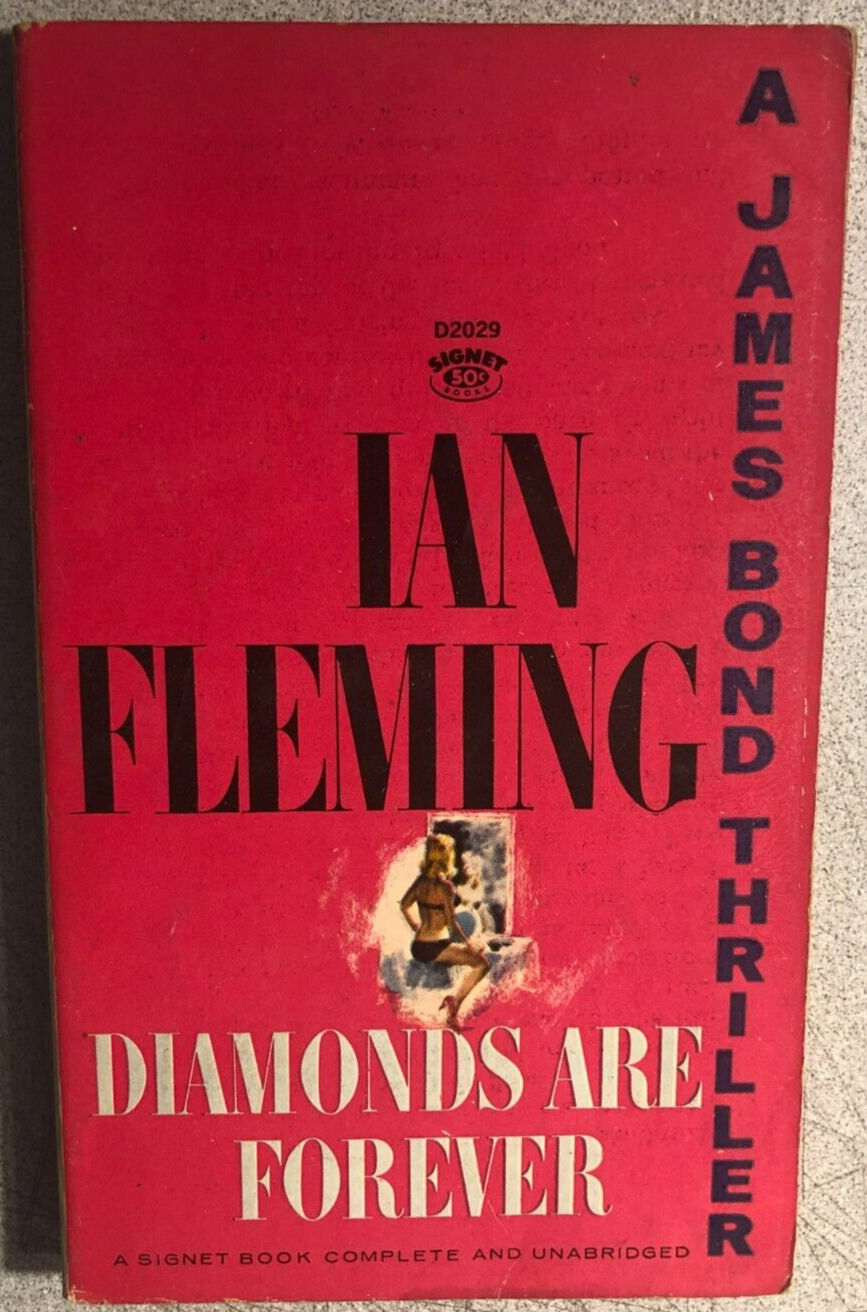 D2029
SIGNET
50¢
BOOKS
IAN
FLEMING
DIAMONDS ARE
FOREVER
A SIGNET BOOK COMPLETE AND UNABRIDGED
A JAMES BOND THRILLER